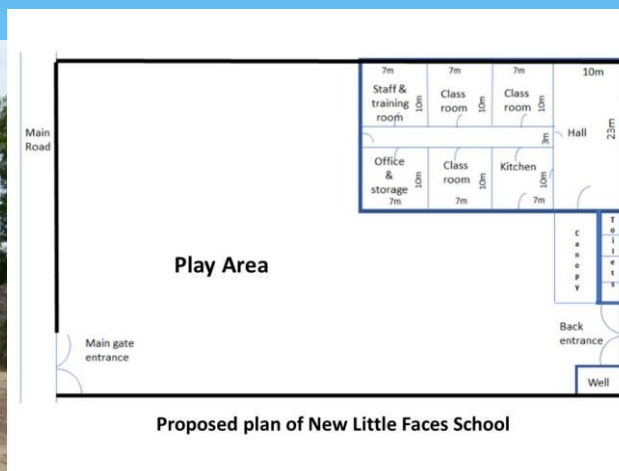 7m
7m
7m
10m
Staff &
training
room
10m
Class
room
10m
Class
room
10m
Main
Road
3m
Hall
23m
Office
&
storage
10m
7m
Class
room
10m
7m
Kitchen
10m
7m
Canopy
Toilets
Play Area
Main gate
entrance
Back
entrance
Well
Proposed plan of New Little Faces School